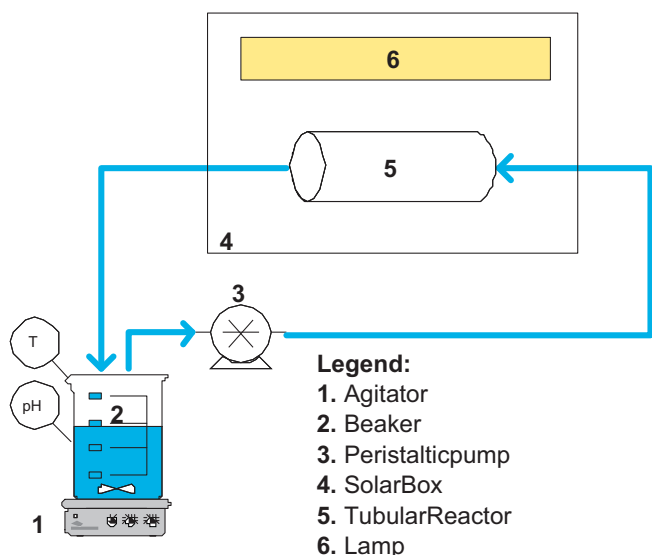 6
5
4
3
T
pH
2
1
Legend:
1. Agitator
2. Beaker
3. Peristalticpump
4. SolarBox
5. TubularReactor
6. Lamp